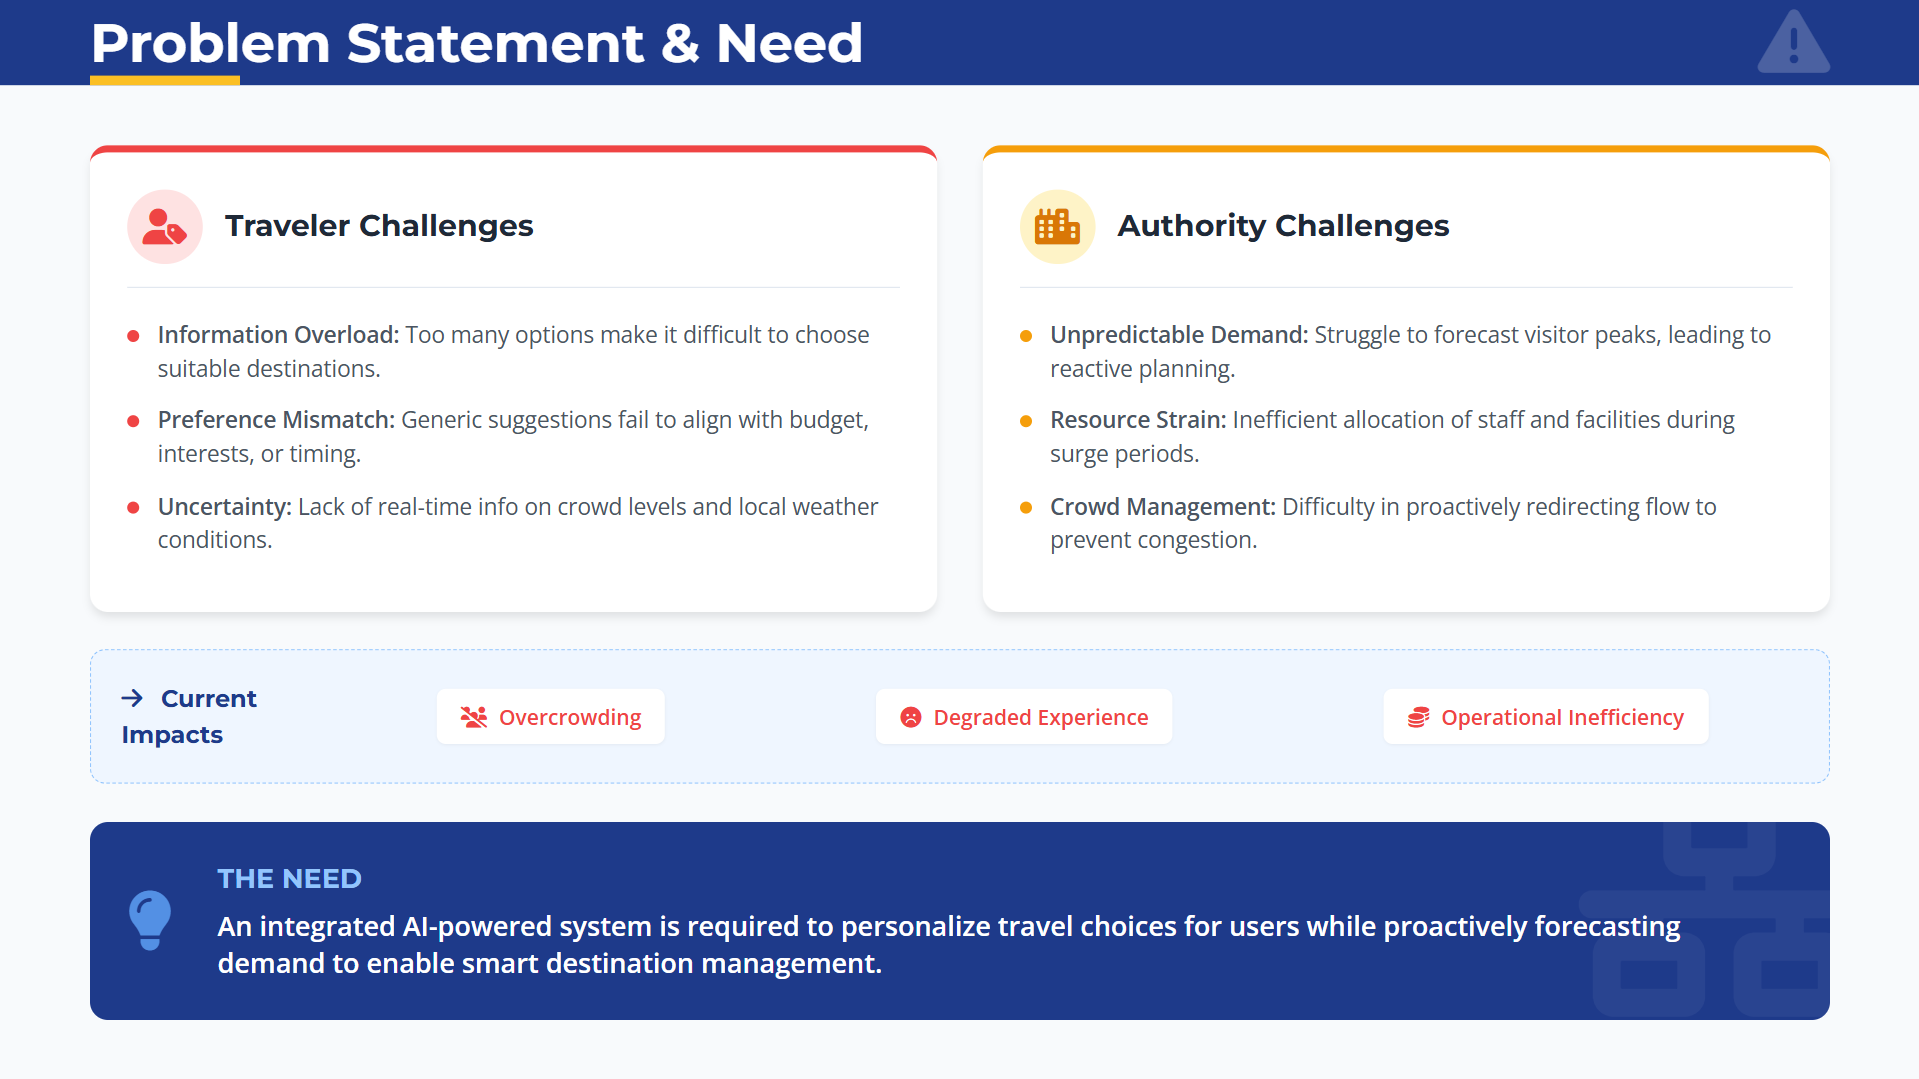 Problem Statement & Need
Traveler Challenges
Information Overload: Too many options make it difficult to choose
suitable destinations.
Preference Mismatch: Generic suggestions fail to align with budget,
interests, or timing.
Uncertainty: Lack of real-time info on crowd levels and local weather
conditions.
Authority Challenges
Unpredictable Demand: Struggle to forecast visitor peaks, leading to
reactive planning.
Resource Strain: Inefficient allocation of staff and facilities during
surge periods.
Crowd Management: Difficulty in proactively redirecting flow to
prevent congestion.
Current
Impacts
Overcrowding
Degraded Experience
Operational Inefficiency
THE NEED
An integrated AI-powered system is required to personalize travel choices for users while proactively forecasting
demand to enable smart destination management.